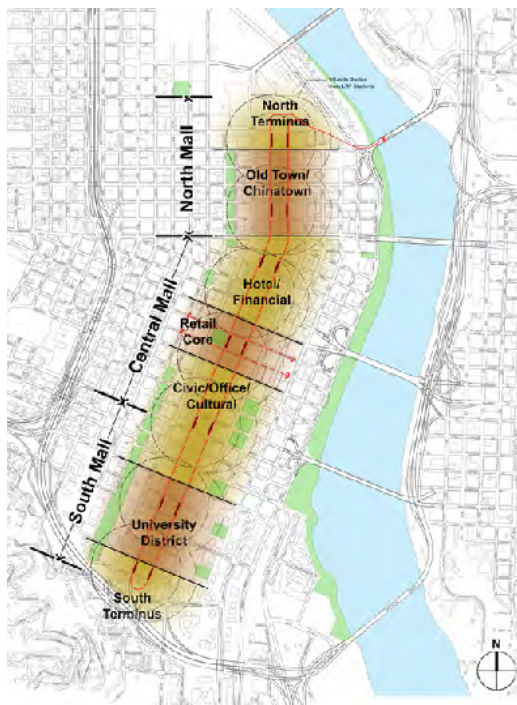 North
Terminus
North Mall
Old Town/
Chinatown
Hotel/
Financial
Central Mall
Retail
Core
Civic/Office/
Cultural
South Mall
University
District
South
Terminus
N